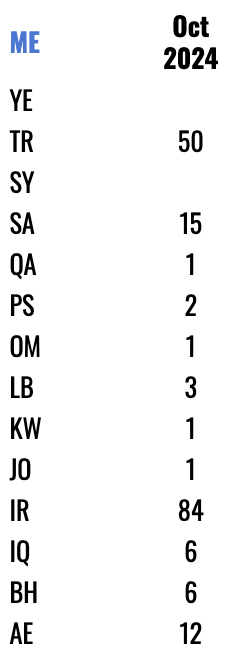 ME Oct 2024
YE
TR 50
SY
SA 15
QA 1
PS 2
OM 1
LB 3
KW 1
JO 1
IR 84
IQ 6
BH 6
AE 12